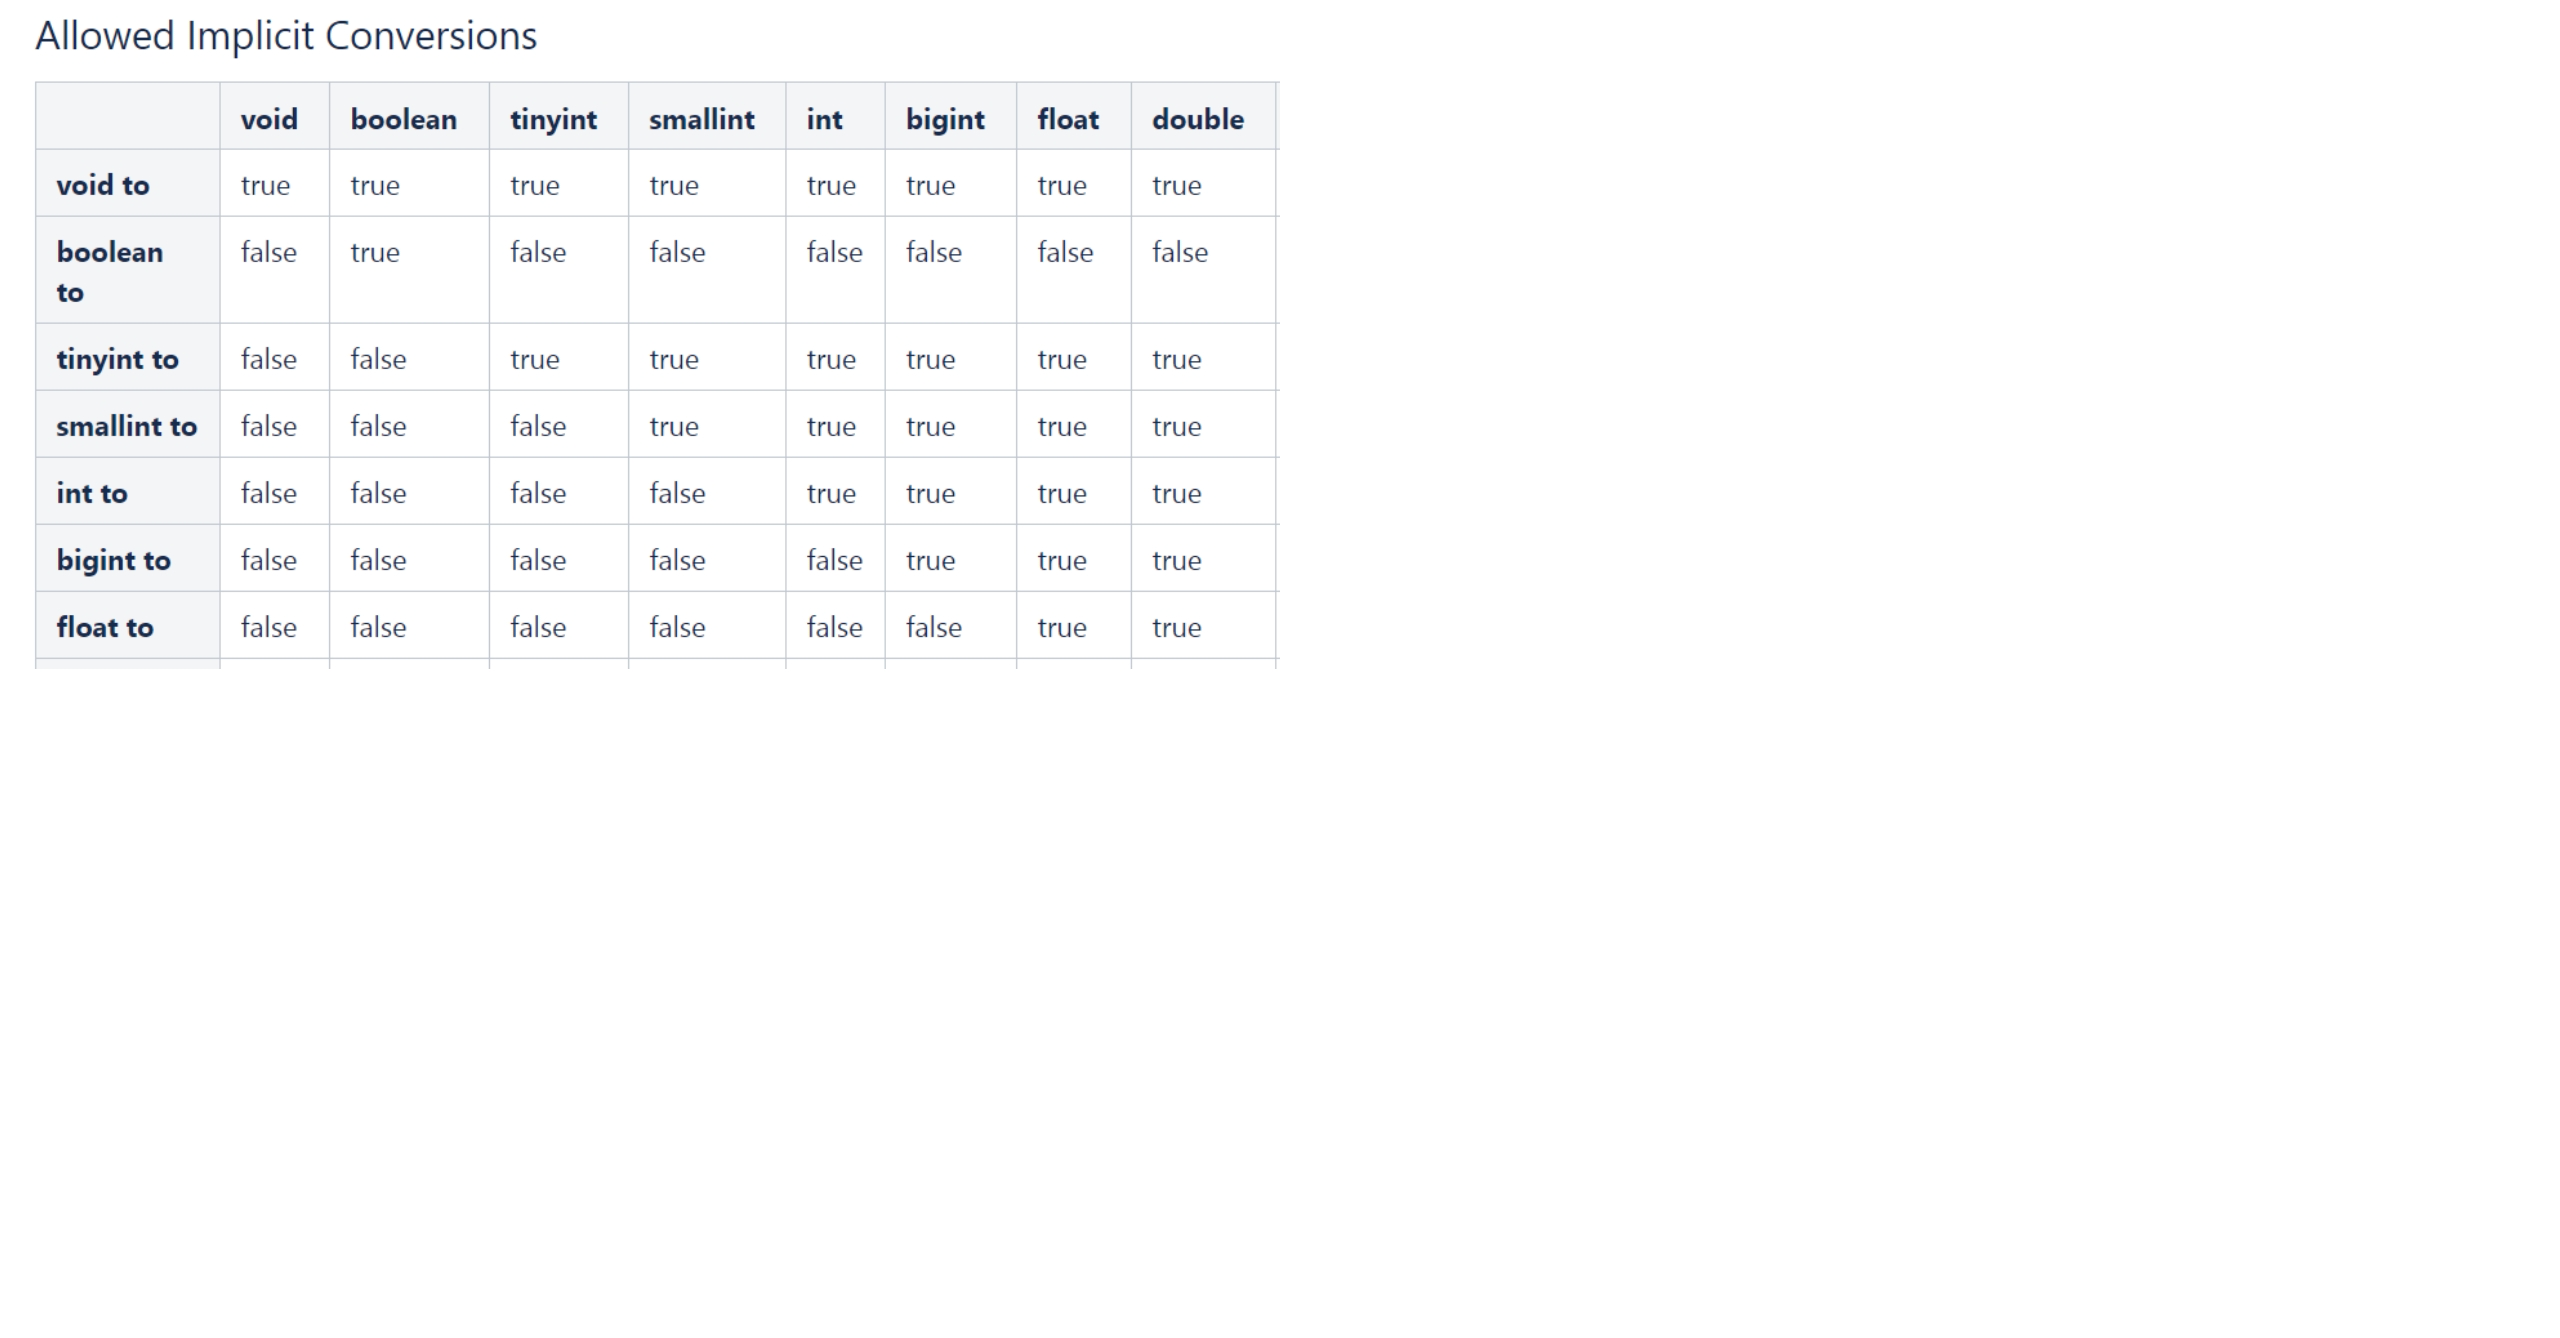 Allowed Implicit Conversions
void boolean tinyint smallint int bigint float double
void to true true true true true true true true
boolean false true false false false false false false
to
tinyint to false false true true true true true true
smallint to false false false true true true true true
int to false false false false true true true true
bigint to false false false false false true true true
float to false false false false false false true true